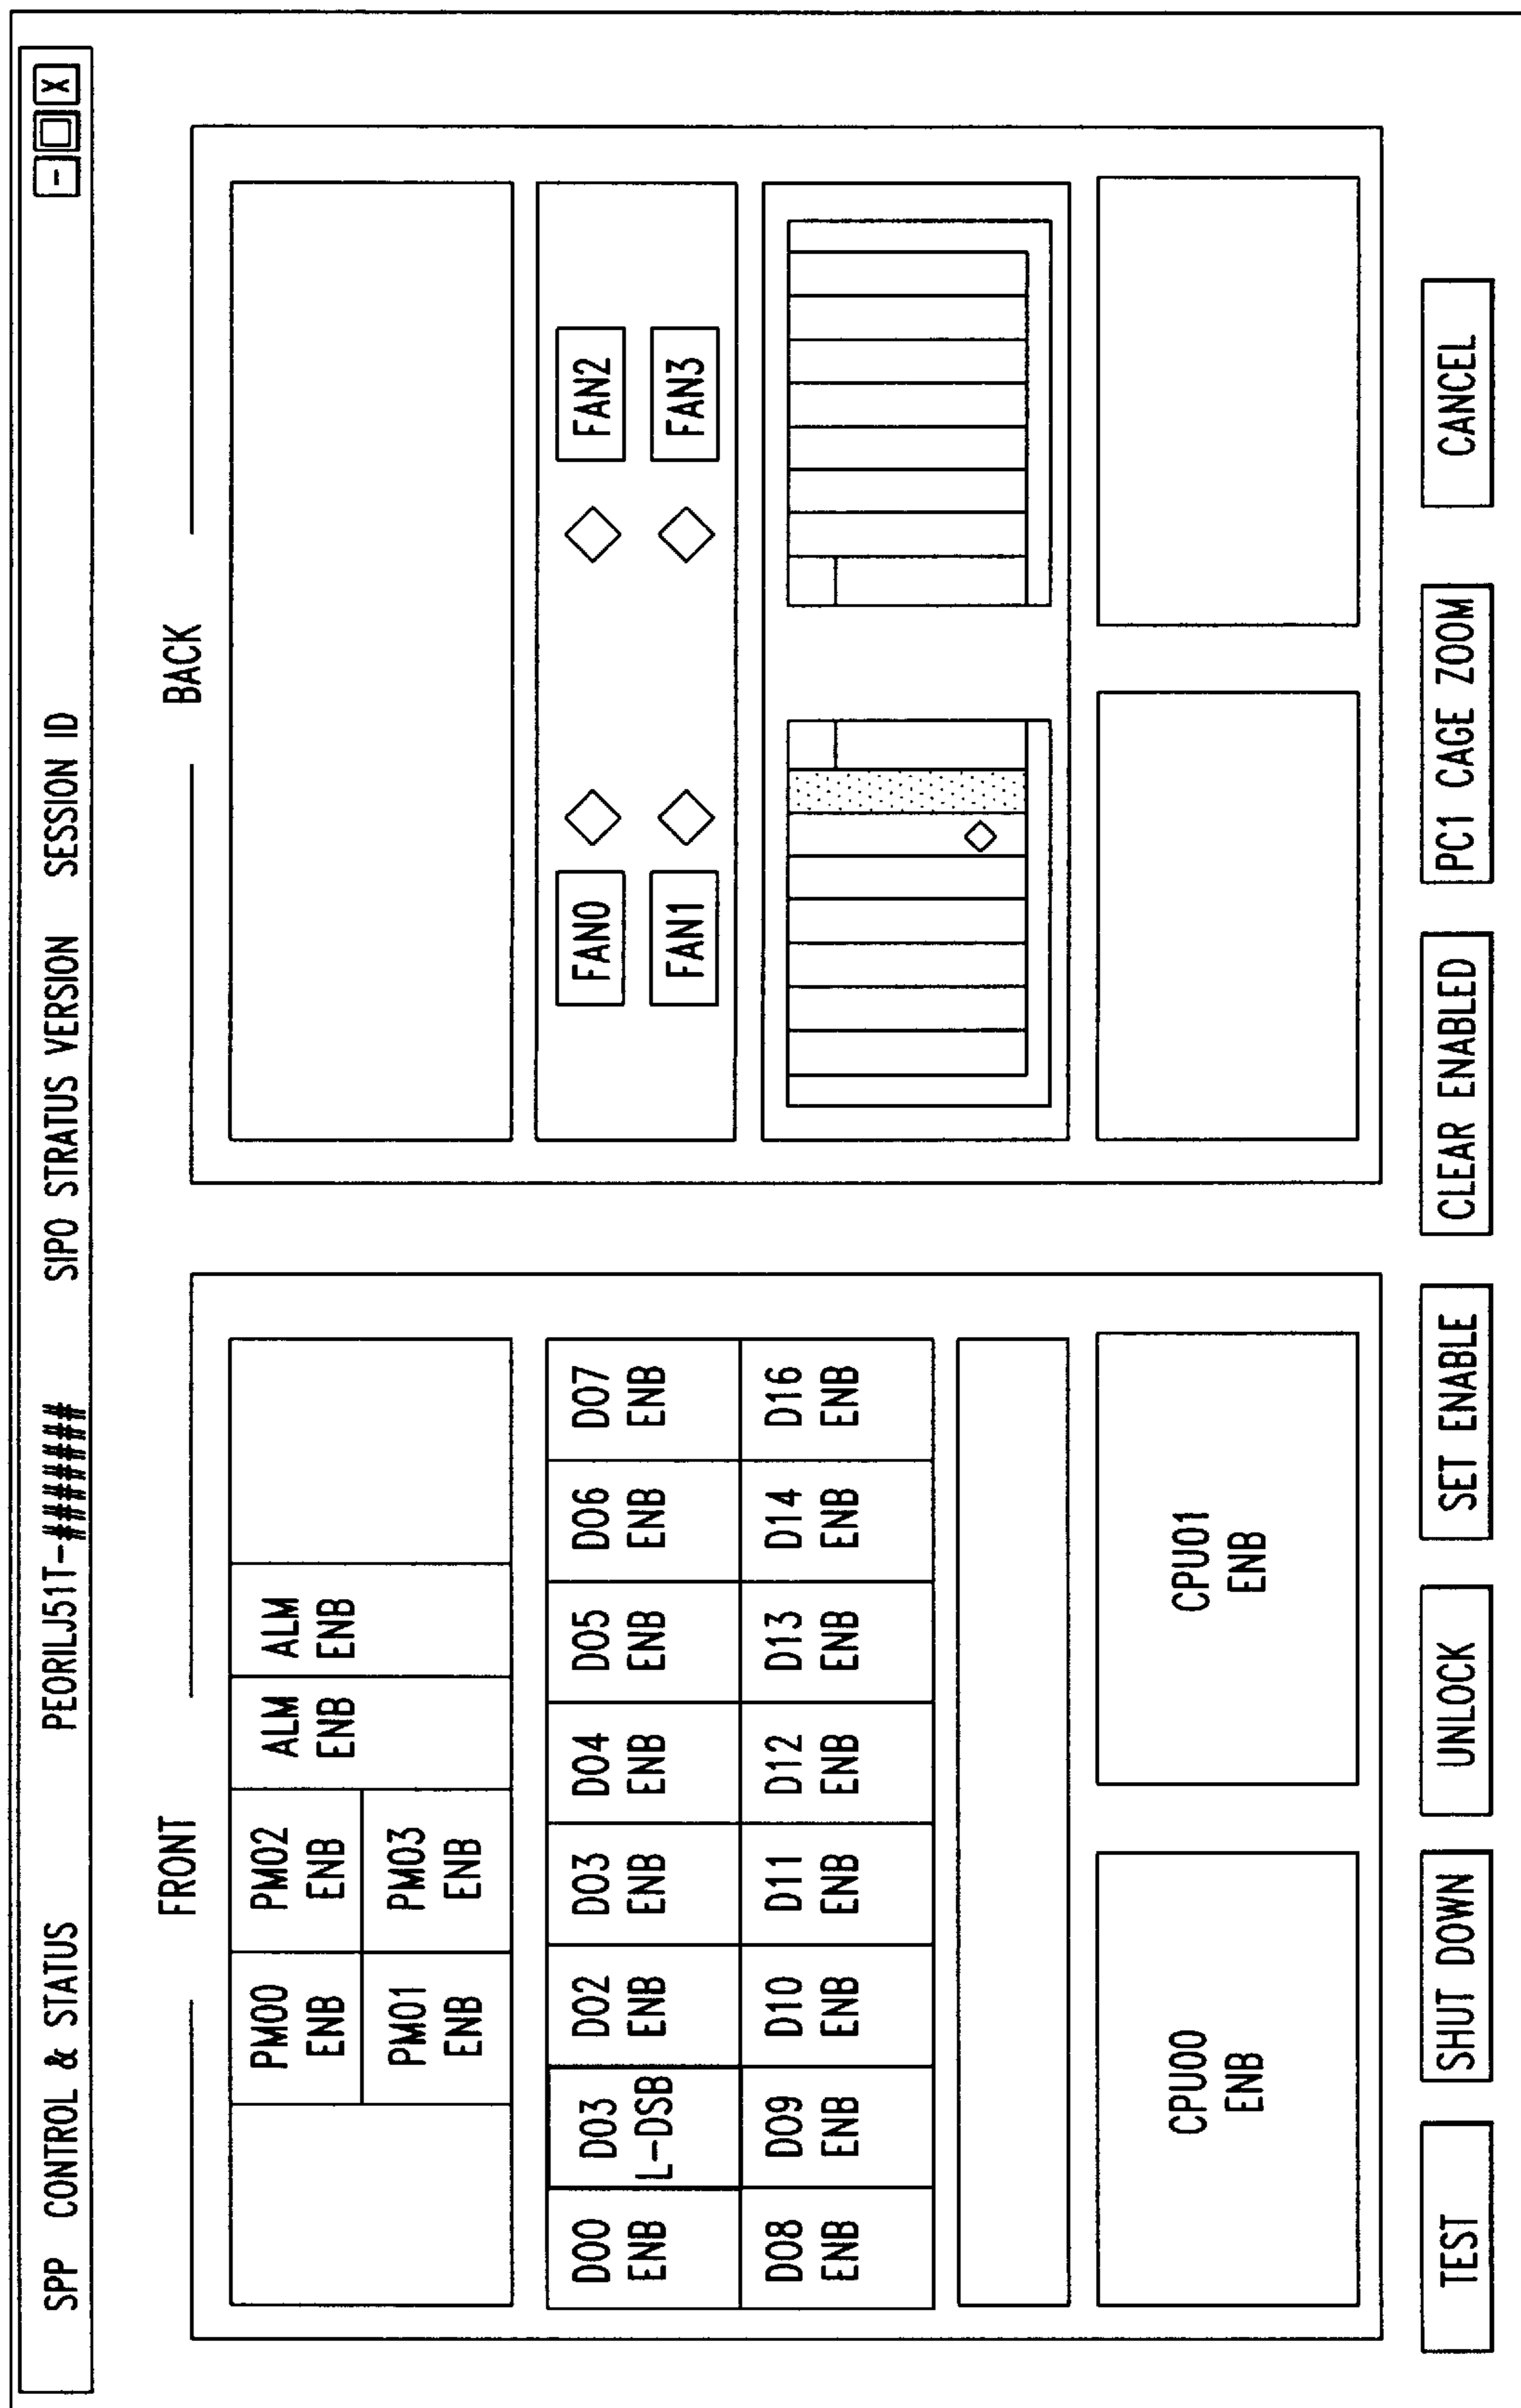 SPP CONTROL & STATUS PEORILJ51T-###### SIPO STRATUS VERSION SESSION ID - X
FRONT
PM00 ENB
PM02 ENB
ALM ENB
ALM ENB
PM01 ENB
PM03 ENB
D00 ENB
D03 L-DSB
D02 ENB
D03 ENB
D04 ENB
D05 ENB
D06 ENB
D07 ENB
D08 ENB
D09 ENB
D10 ENB
D11 ENB
D12 ENB
D13 ENB
D14 ENB
D16 ENB
CPU00 ENB
CPU01 ENB
BACK
FAN0
FAN2
FAN1
FAN3
TEST
SHUT DOWN
UNLOCK
SET ENABLE
CLEAR ENABLED
PC1 CAGE ZOOM
CANCEL